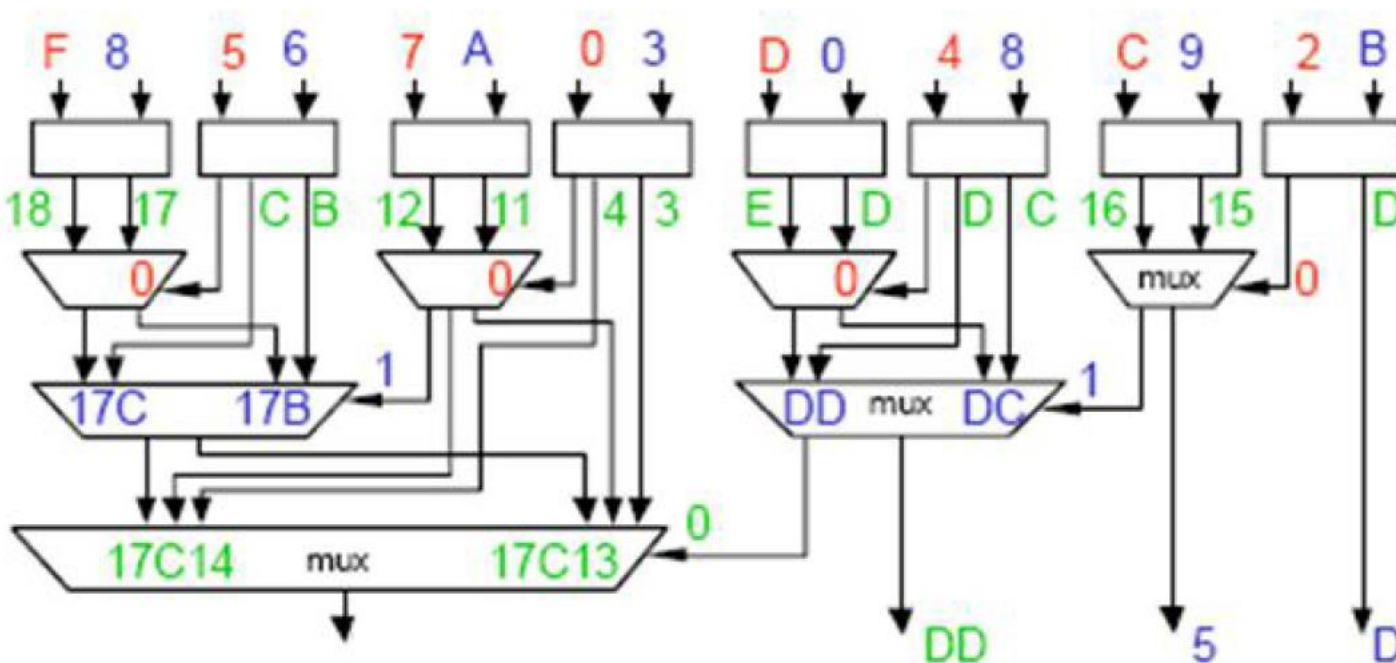 F 8 5 6 7 A 0 3 D 0 4 8 C 9 2 B
18 17 C B 12 11 4 3 E D D C 16 15 D
0 0 0 mux 0
1 1
17C 17B DD mux DC
0
17C14 mux 17C13
DD 5 D